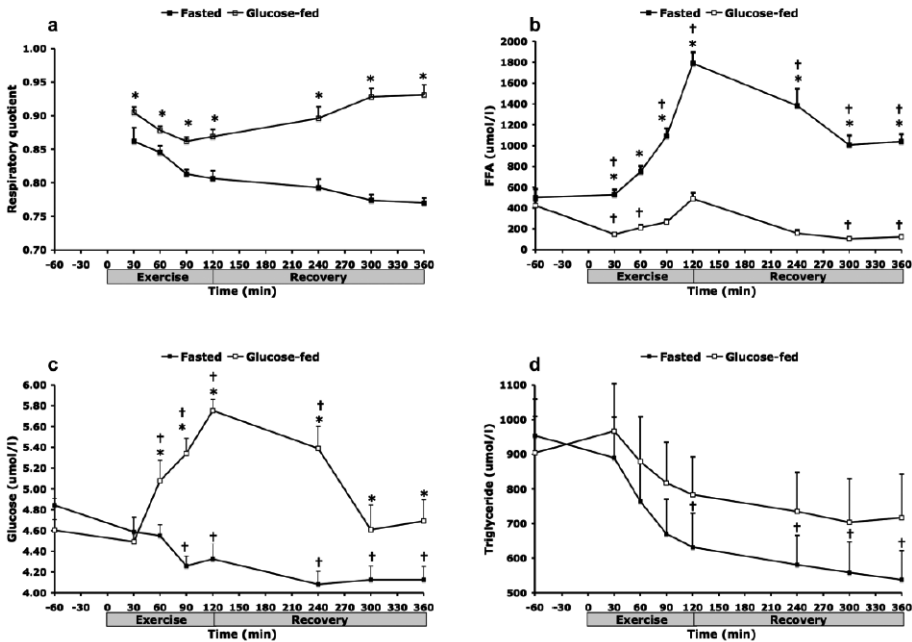 a
Fasted Glucose-fed
Respiratory quotient
1.00
0.95
0.90
0.85
0.80
0.75
0.70
* * * * * * *
-60 -30 0 30 60 90 120 150 180 210 240 270 300 330 360
Exercise Recovery
Time (min)
b
Fasted Glucose-fed
FFA (umol/l)
2000
1800
1600
1400
1200
1000
800
600
400
200
0
† * * † * † * † * † * † *
† † † †
-60 -30 0 30 60 90 120 150 180 210 240 270 300 330 360
Exercise Recovery
Time (min)
c
Fasted Glucose-fed
Glucose (umol/l)
6.00
5.80
5.60
5.40
5.20
5.00
4.80
4.60
4.40
4.20
4.00
† * † * † * † * * *
† † † † †
-60 -30 0 30 60 90 120 150 180 210 240 270 300 330 360
Exercise Recovery
Time (min)
d
Fasted Glucose-fed
Triglyceride (umol/l)
1100
1000
900
800
700
600
500
† † † †
-60 -30 0 30 60 90 120 150 180 210 240 270 300 330 360
Exercise Recovery
Time (min)